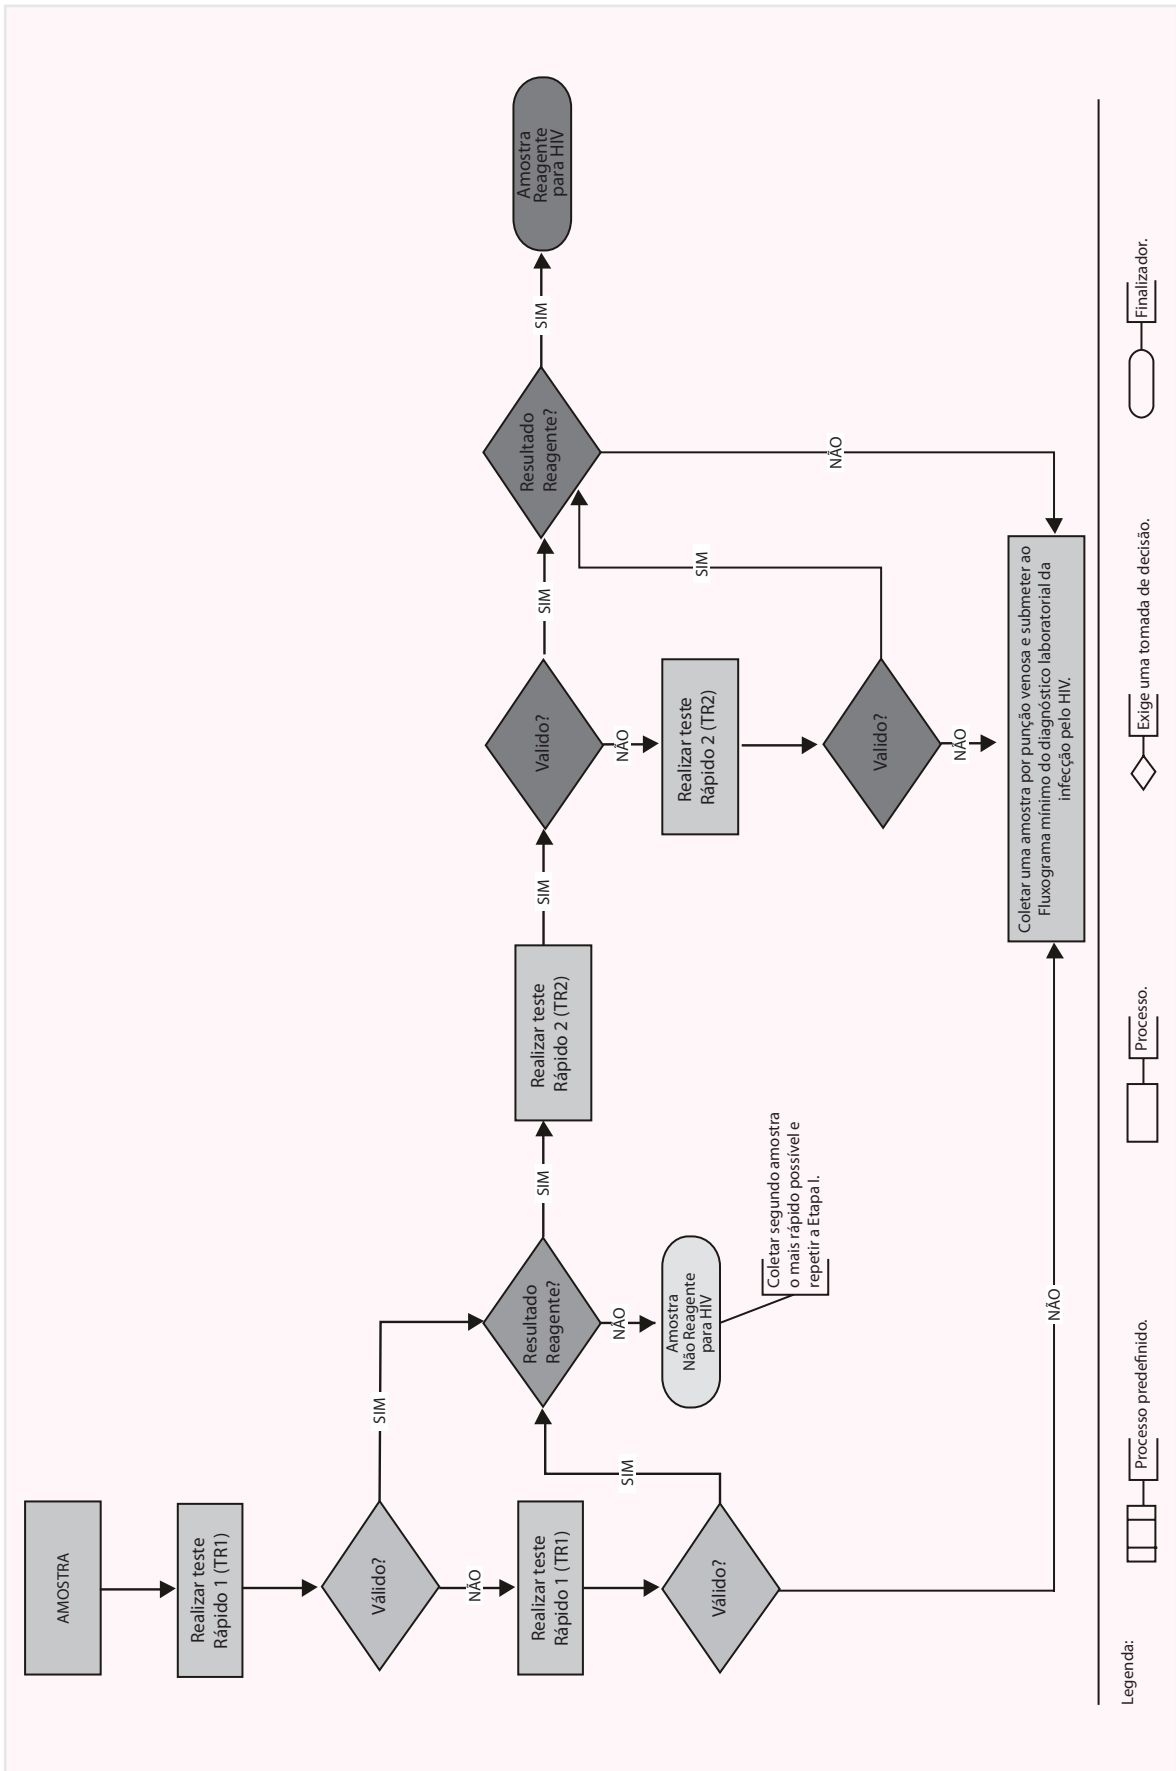 AMOSTRA
Realizar teste
Rápido 1 (TR1)
Válido?
SIM
NÃO
Realizar teste
Rápido 1 (TR1)
Válido?
SIM
NÃO
Resultado
Reagente?
NÃO
Amostra
Não Reagente
para HIV
Coletar segundo amostra
o mais rápido possível e
repetir a Etapa I.
SIM
Realizar teste
Rápido 2 (TR2)
SIM
Valido?
NÃO
Realizar teste
Rápido 2 (TR2)
Valido?
NÃO
SIM
SIM
Resultado
Reagente?
NÃO
SIM
Amostra
Reagente
para HIV
Coletar uma amostra por punção venosa e submeter ao
Fluxograma mínimo do diagnóstico laboratorial da
infecção pelo HIV.
Legenda:
Processo predefinido.
Processo.
Exige uma tomada de decisão.
Finalizador.